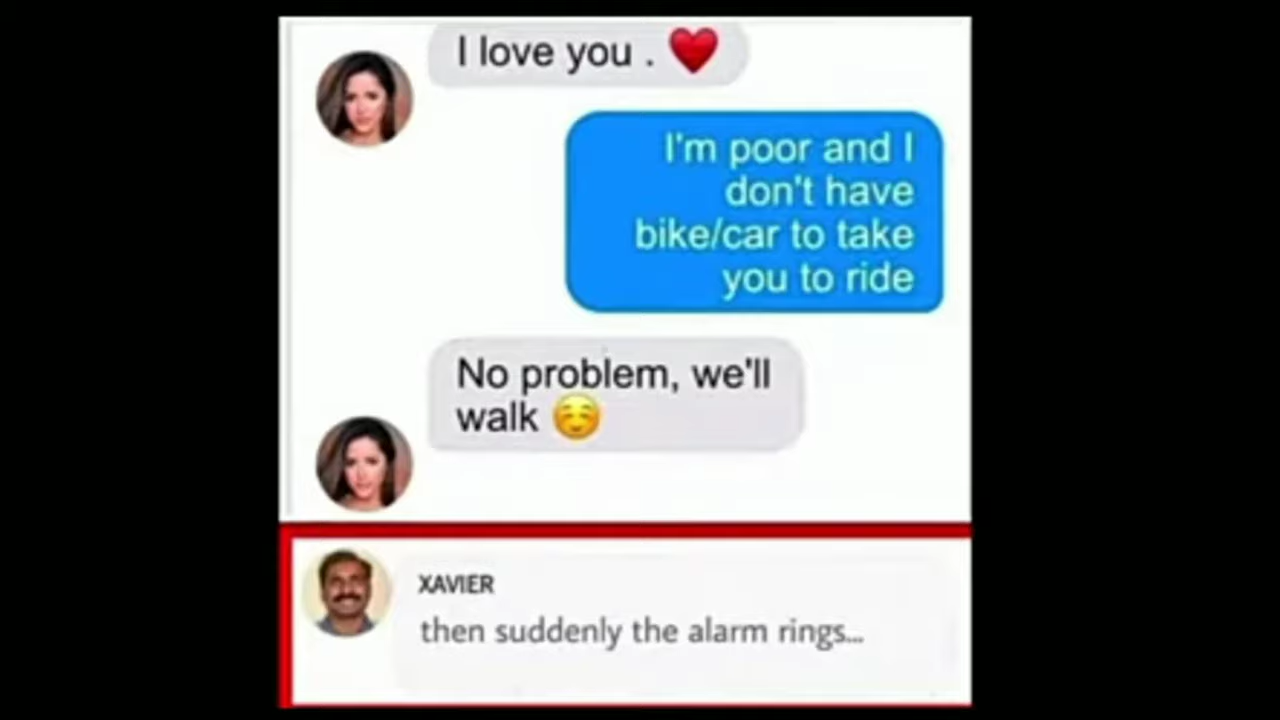 I love you . ❤️
I'm poor and I
don't have
bike/car to take
you to ride
No problem, we'll
walk ☺️
XAVIER
then suddenly the alarm rings...